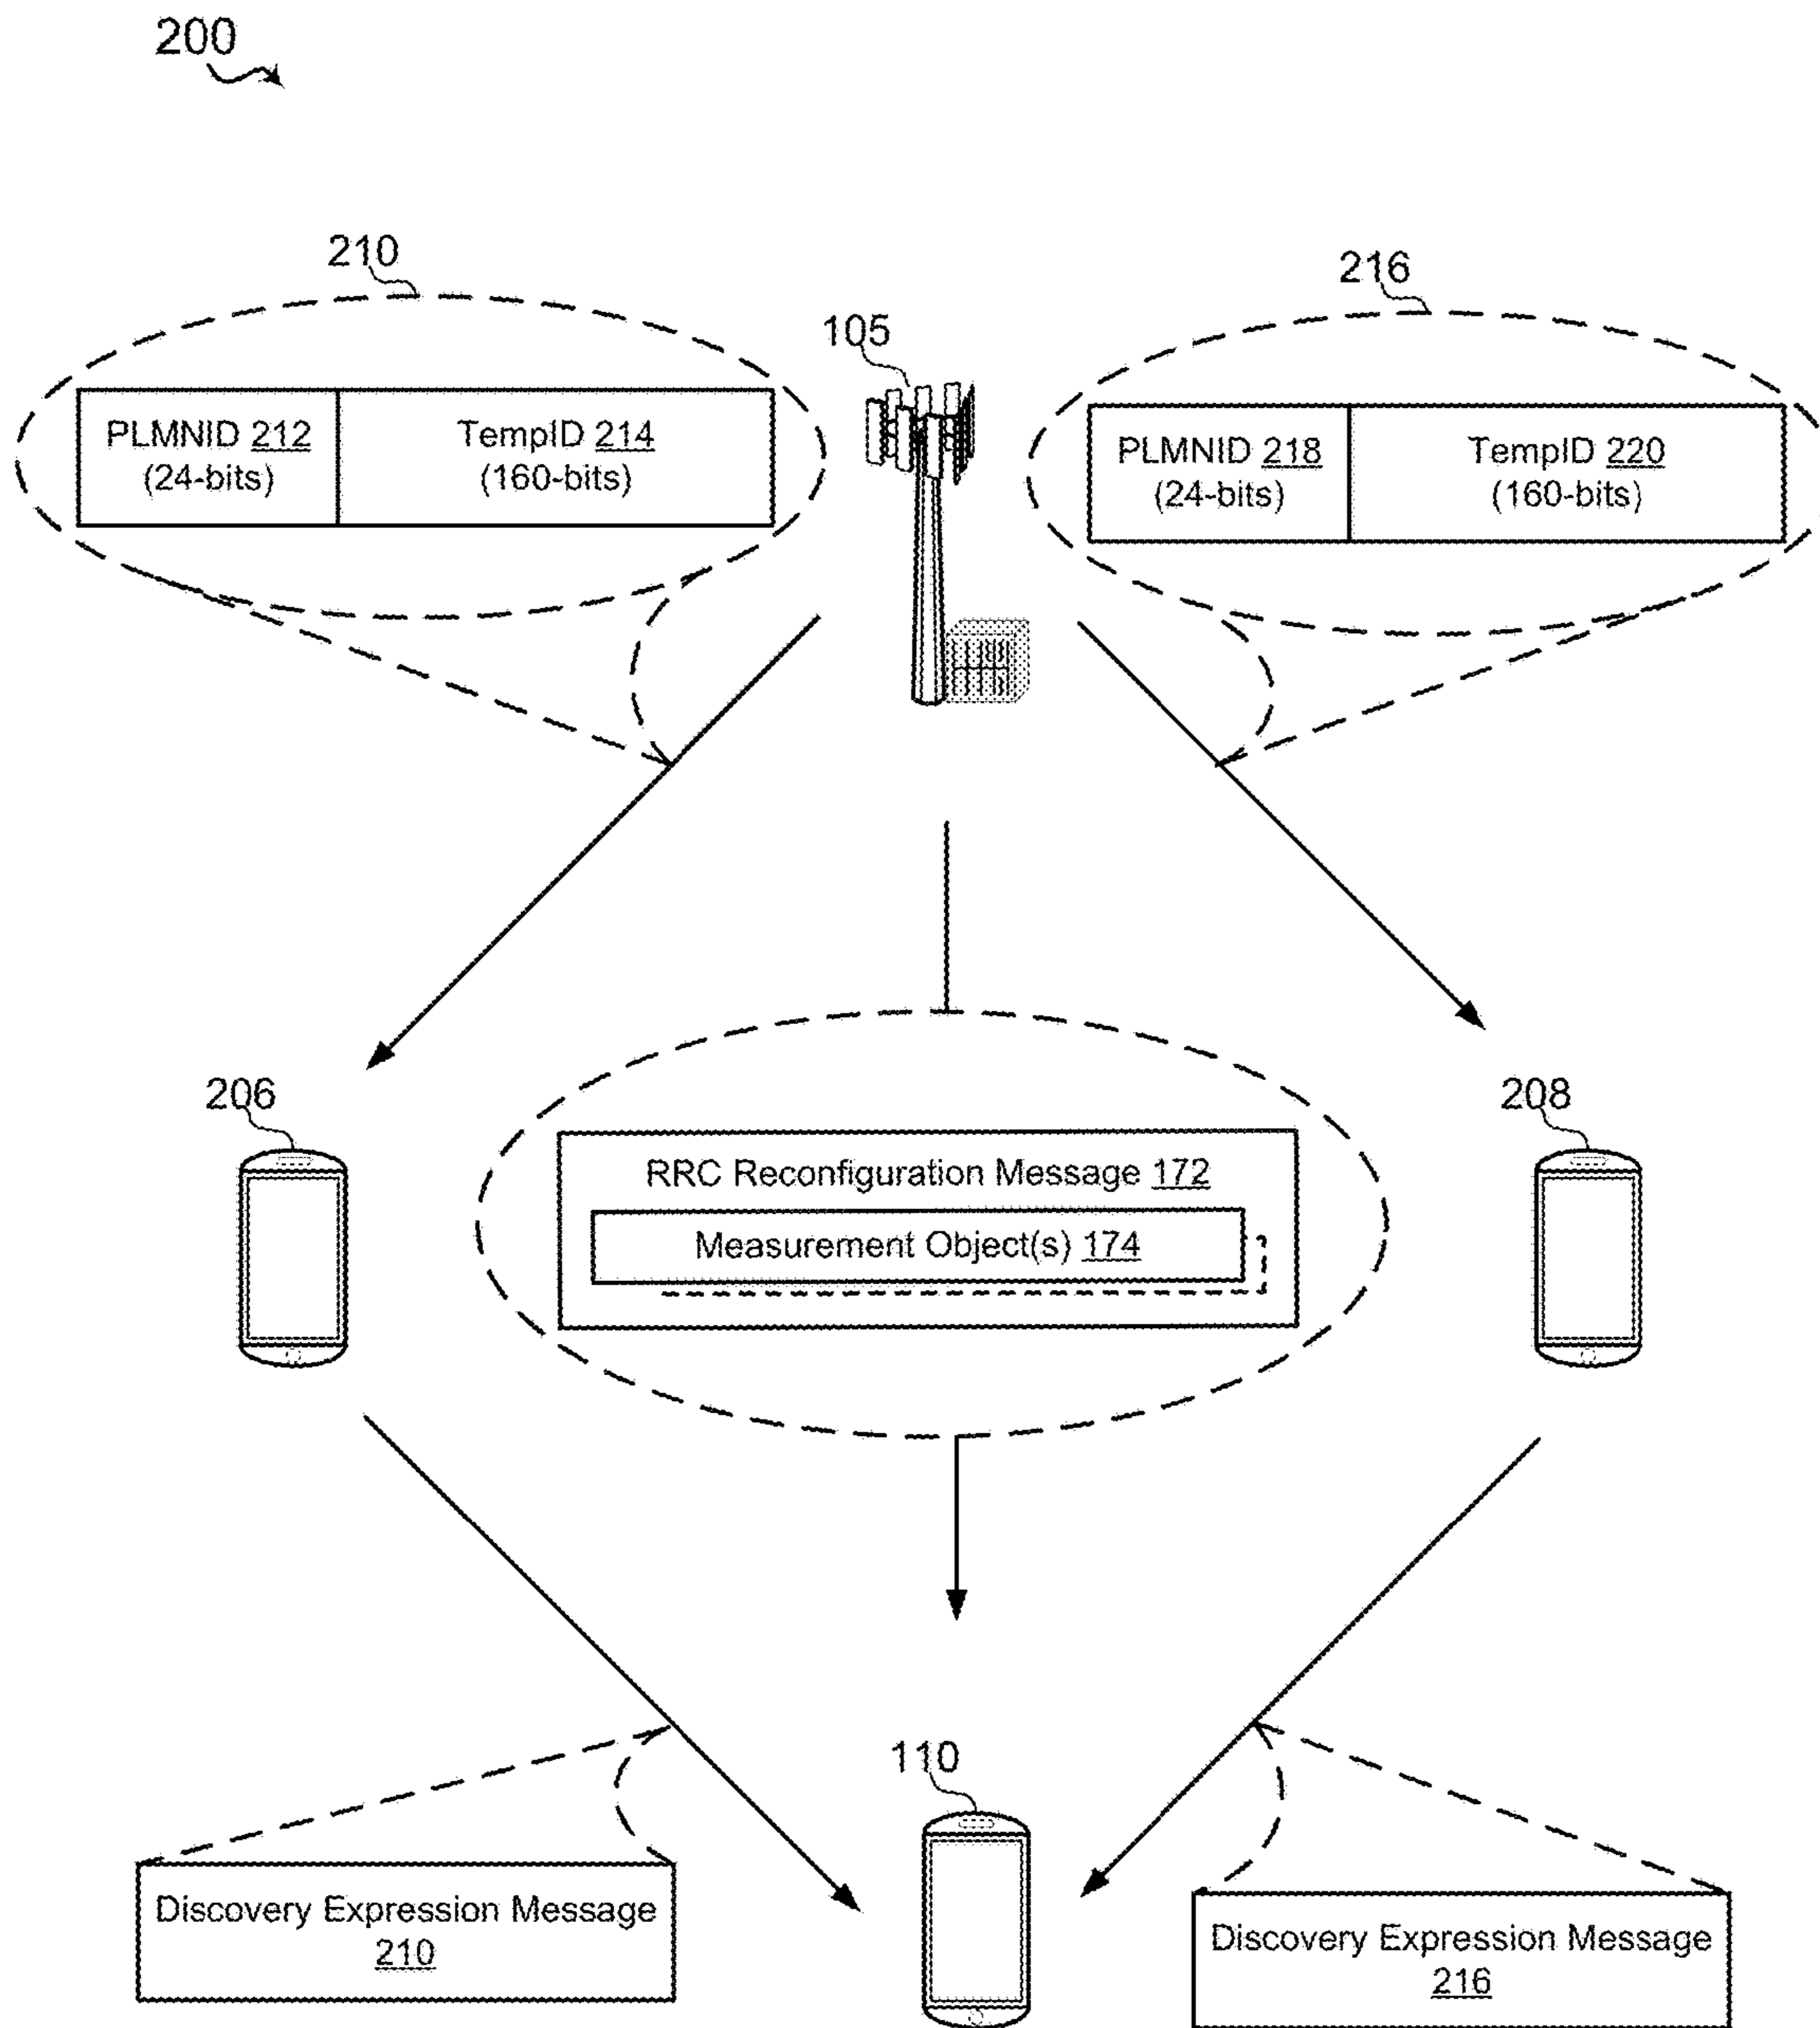 200
210
216
105
PLMNID 212
(24-bits)
TempID 214
(160-bits)
PLMNID 218
(24-bits)
TempID 220
(160-bits)
206
208
RRC Reconfiguration Message 172
Measurement Object(s) 174
110
Discovery Expression Message
210
Discovery Expression Message
216